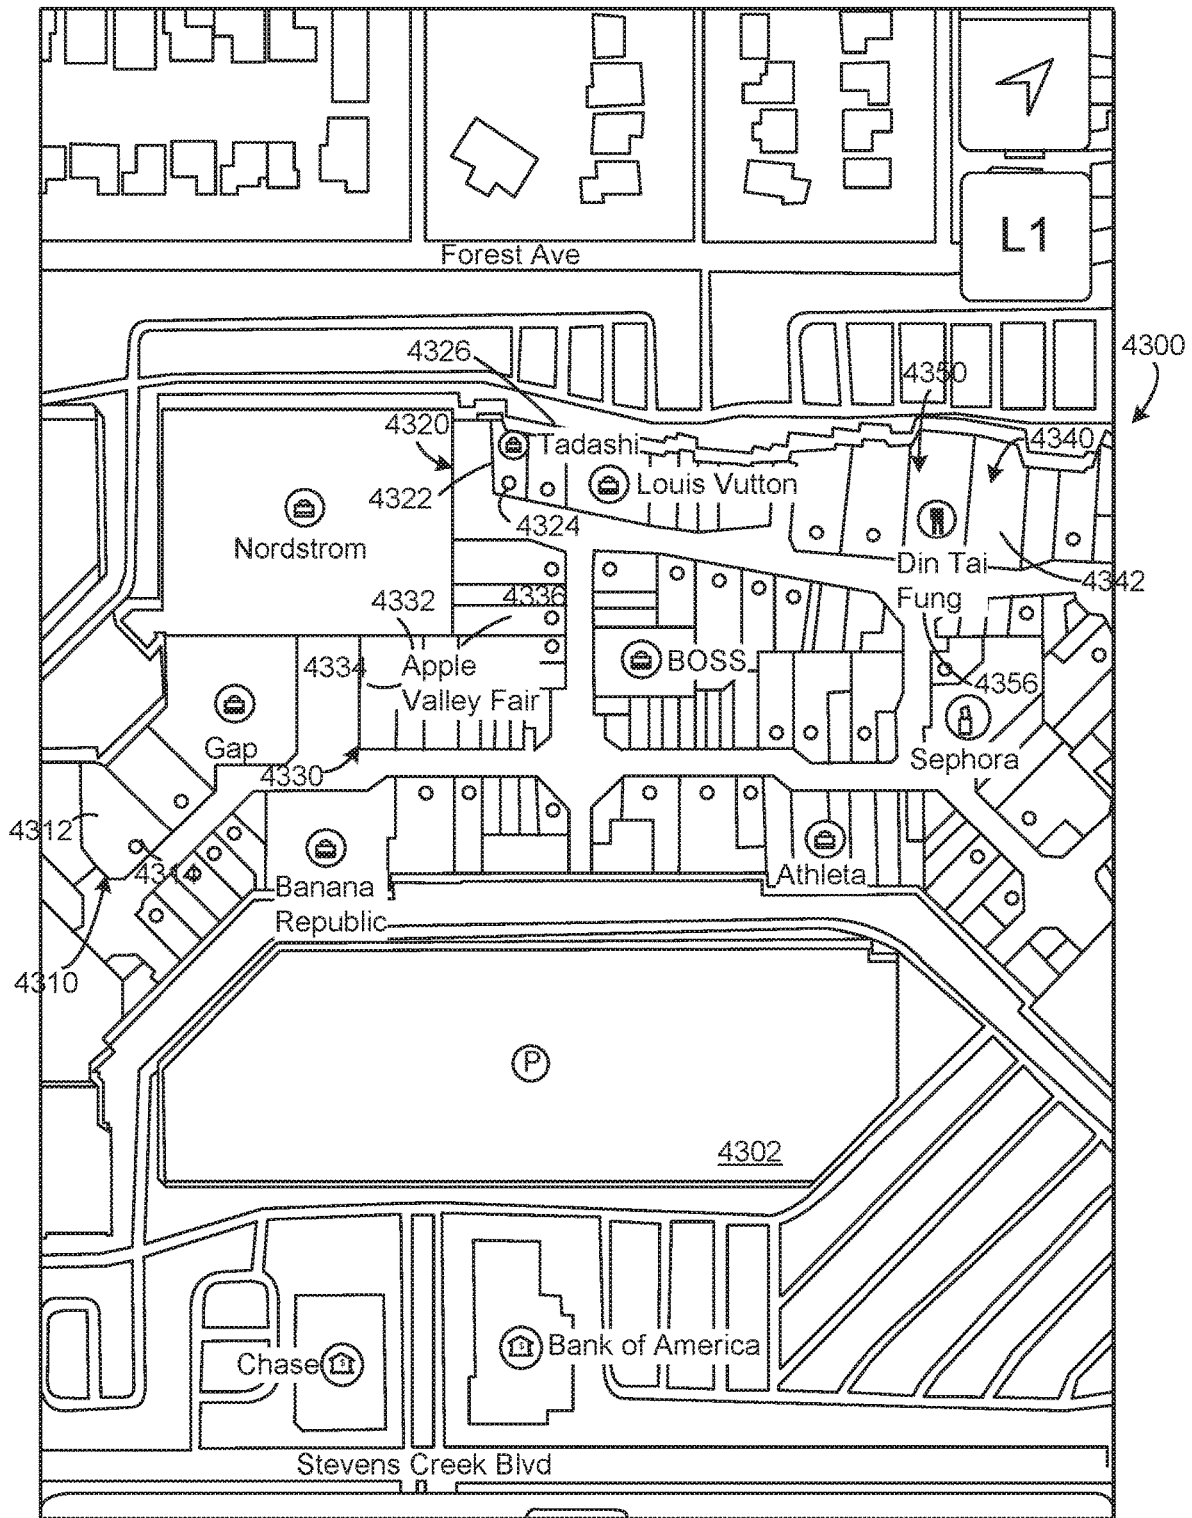 L1
Forest Ave
4326
4300
4350
4320
Tadashi
4340
4322
Louis Vutton
4324
Nordstrom
Din Tai
Fung
4342
4332
4336
4334
Apple
Valley Fair
BOSS
4356
Gap
4330
Sephora
4312
4314
Banana
Republic
Athleta
4310
P
4302
Bank of America
Chase
Stevens Creek Blvd